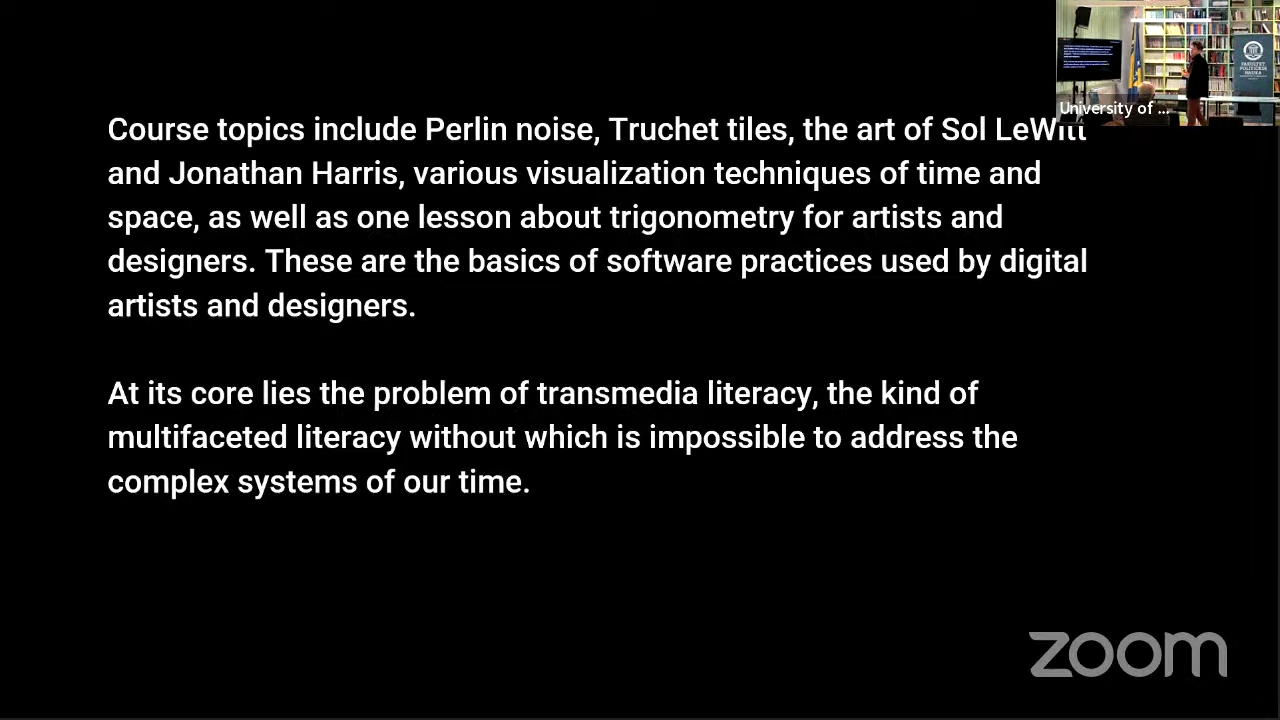 Course topics include Perlin noise, Truchet tiles, the art of Sol LeWitt
and Jonathan Harris, various visualization techniques of time and
space, as well as one lesson about trigonometry for artists and
designers. These are the basics of software practices used by digital
artists and designers.
At its core lies the problem of transmedia literacy, the kind of
multifaceted literacy without which is impossible to address the
complex systems of our time.
University of ...
FAKULTET
POLITIČKIH
NAUKA
zoom